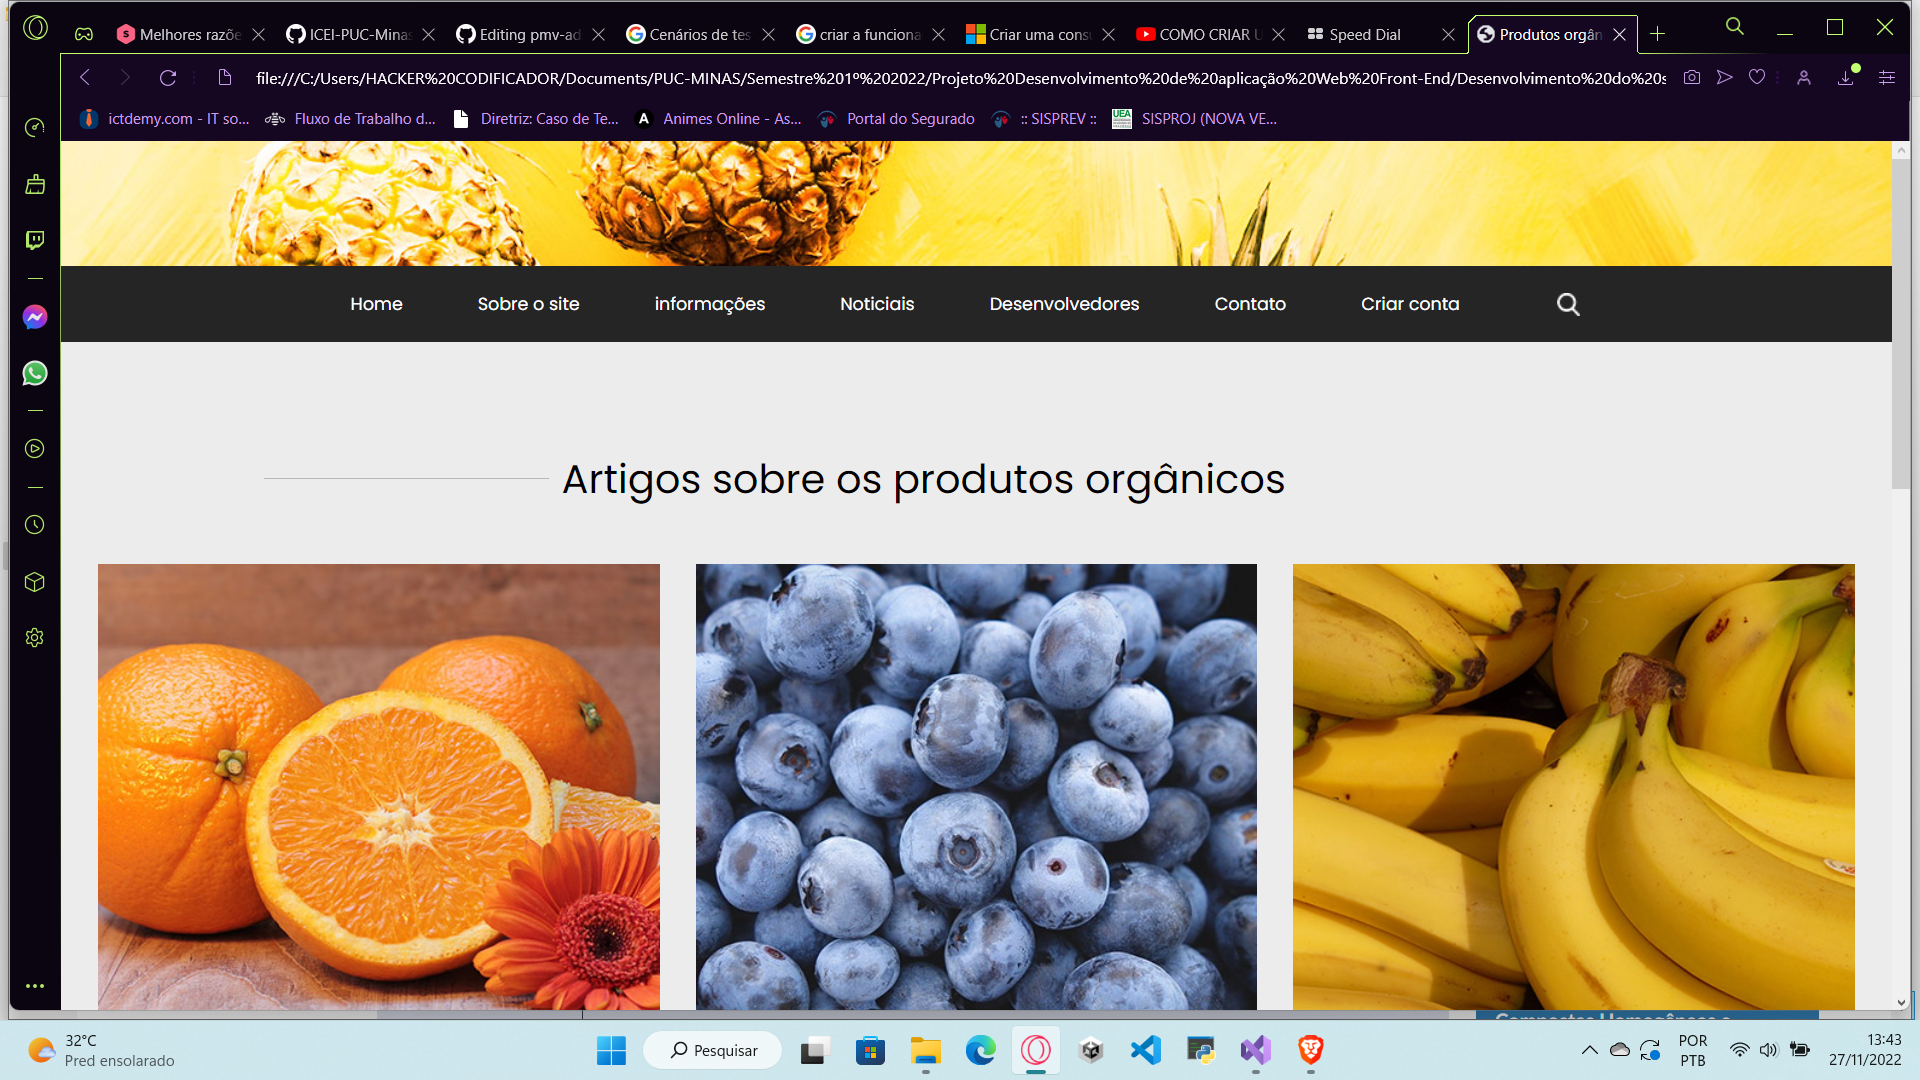 Melhores razõe
ICEI-PUC-Minas
Editing pmv-ad
Cenários de tes
criar a funciona
Criar uma cons
COMO CRIAR U
Speed Dial
Produtos orgân
file:///C:/Users/HACKER%20CODIFICADOR/Documents/PUC-MINAS/Semestre%201º%202022/Projeto%20Desenvolvimento%20de%20aplicação%20Web%20Front-End/Desenvolvimento%20do%20s
ictdemy.com - IT so...
Fluxo de Trabalho d...
Diretriz: Caso de Te...
A
Animes Online - As...
Portal do Segurado
:: SISPREV ::
UEA
SISPROJ (NOVA VE...
Home
Sobre o site
informações
Noticiais
Desenvolvedores
Contato
Criar conta
Artigos sobre os produtos orgânicos
32°C
Pred ensolarado
Pesquisar
POR
PTB
13:43
27/11/2022